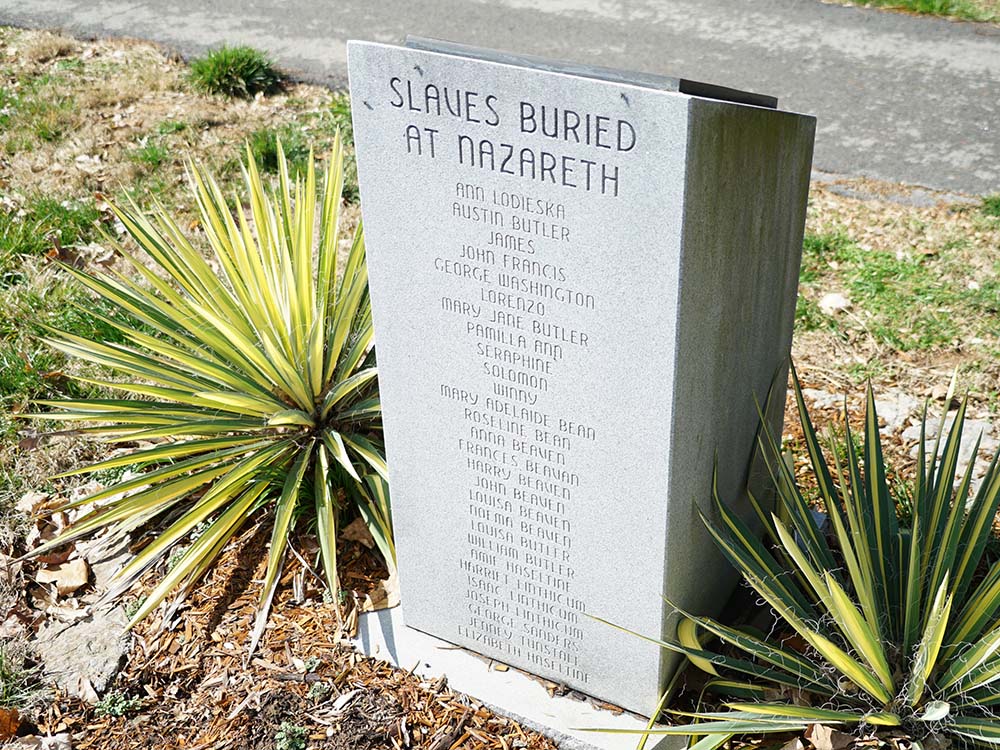 SLAVES BURIED
AT NAZARETH
ANN LODIESKA
AUSTIN BUTLER
JAMES
JOHN FRANCIS
GEORGE WASHINGTON
LORENZO
MARY JANE BUTLER
PAMILLA ANN
SERAPHINE
SOLOMON
WINNY
MARY ADELAIDE BEAN
ROSELINE BEAN
ANNA BEAVEN
FRANCES BEAVAN
HARRY BEAVEN
JOHN BEAVEN
LOUISA BEAVEN
NOEMA BEAVEN
LOUISA BUTLER
WILLIAM BUTLER
AMIE HASELTINE
HARRIET LINTHICUM
ISAAC LINTHICUM
JOSEPH LINTHICUM
GEORGE SANDERS
JENNEY TUNSTALL
ELIZABETH HASELTINE